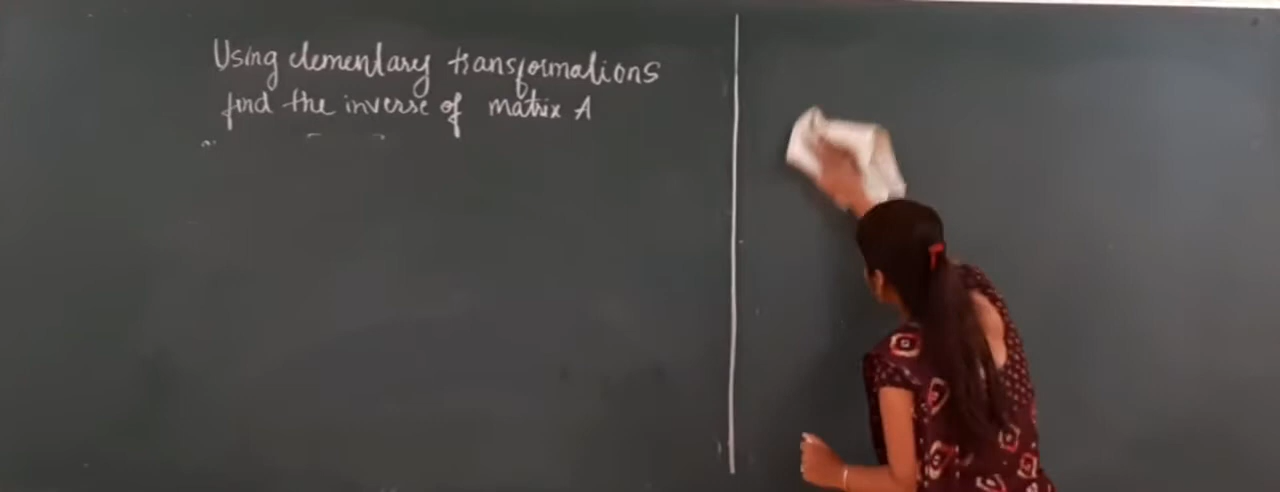 Using elementary transformations
find the inverse of matrix A